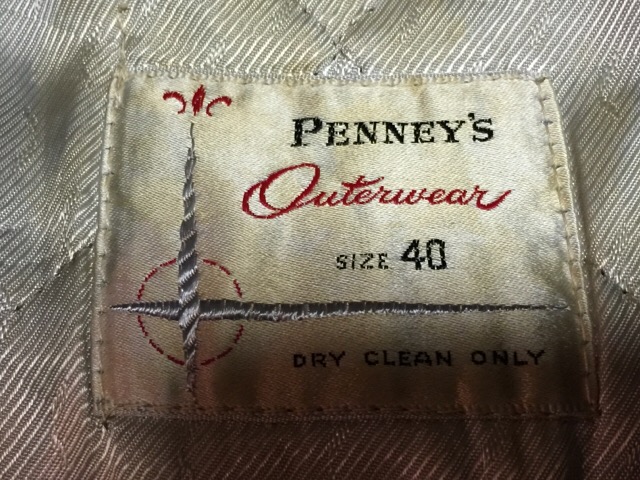 PENNEY'S
Outerwear
SIZE 40
DRY CLEAN ONLY